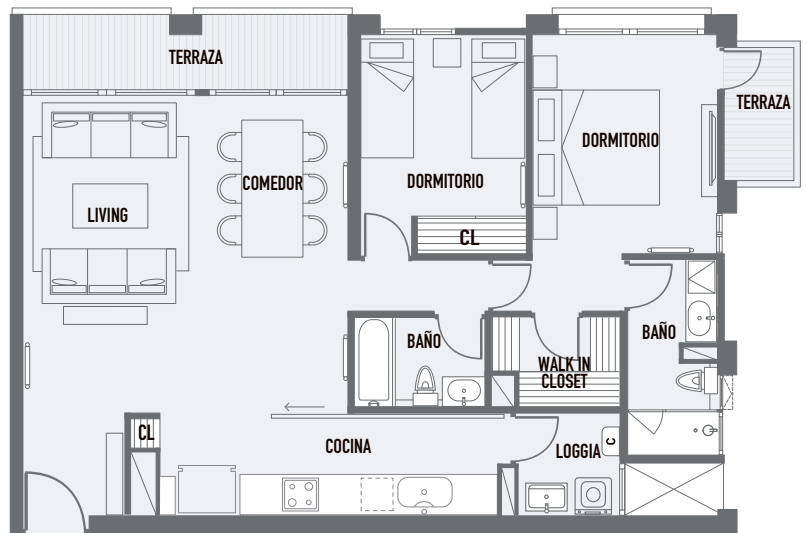 TERRAZA
TERRAZA
DORMITORIO
COMEDOR
DORMITORIO
LIVING
CL
BAÑO
BAÑO
WALK IN
CLOSET
CL
COCINA
LOGGIA
C